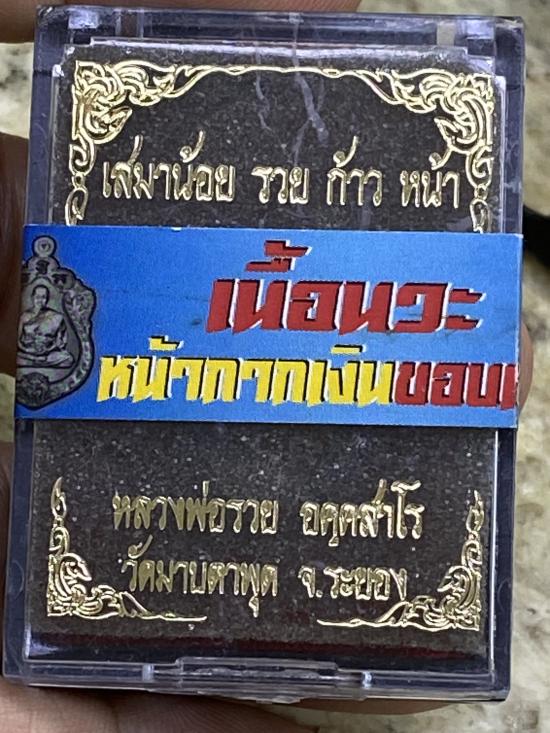 เสมาน้อย รวย ก้าว หน้า
เนื้อนวะ
หน้ากากเงินขอบ
หลวงพ่อรวย อคฺคสาโร
วัดมาบตาพุด จ.ระยอง